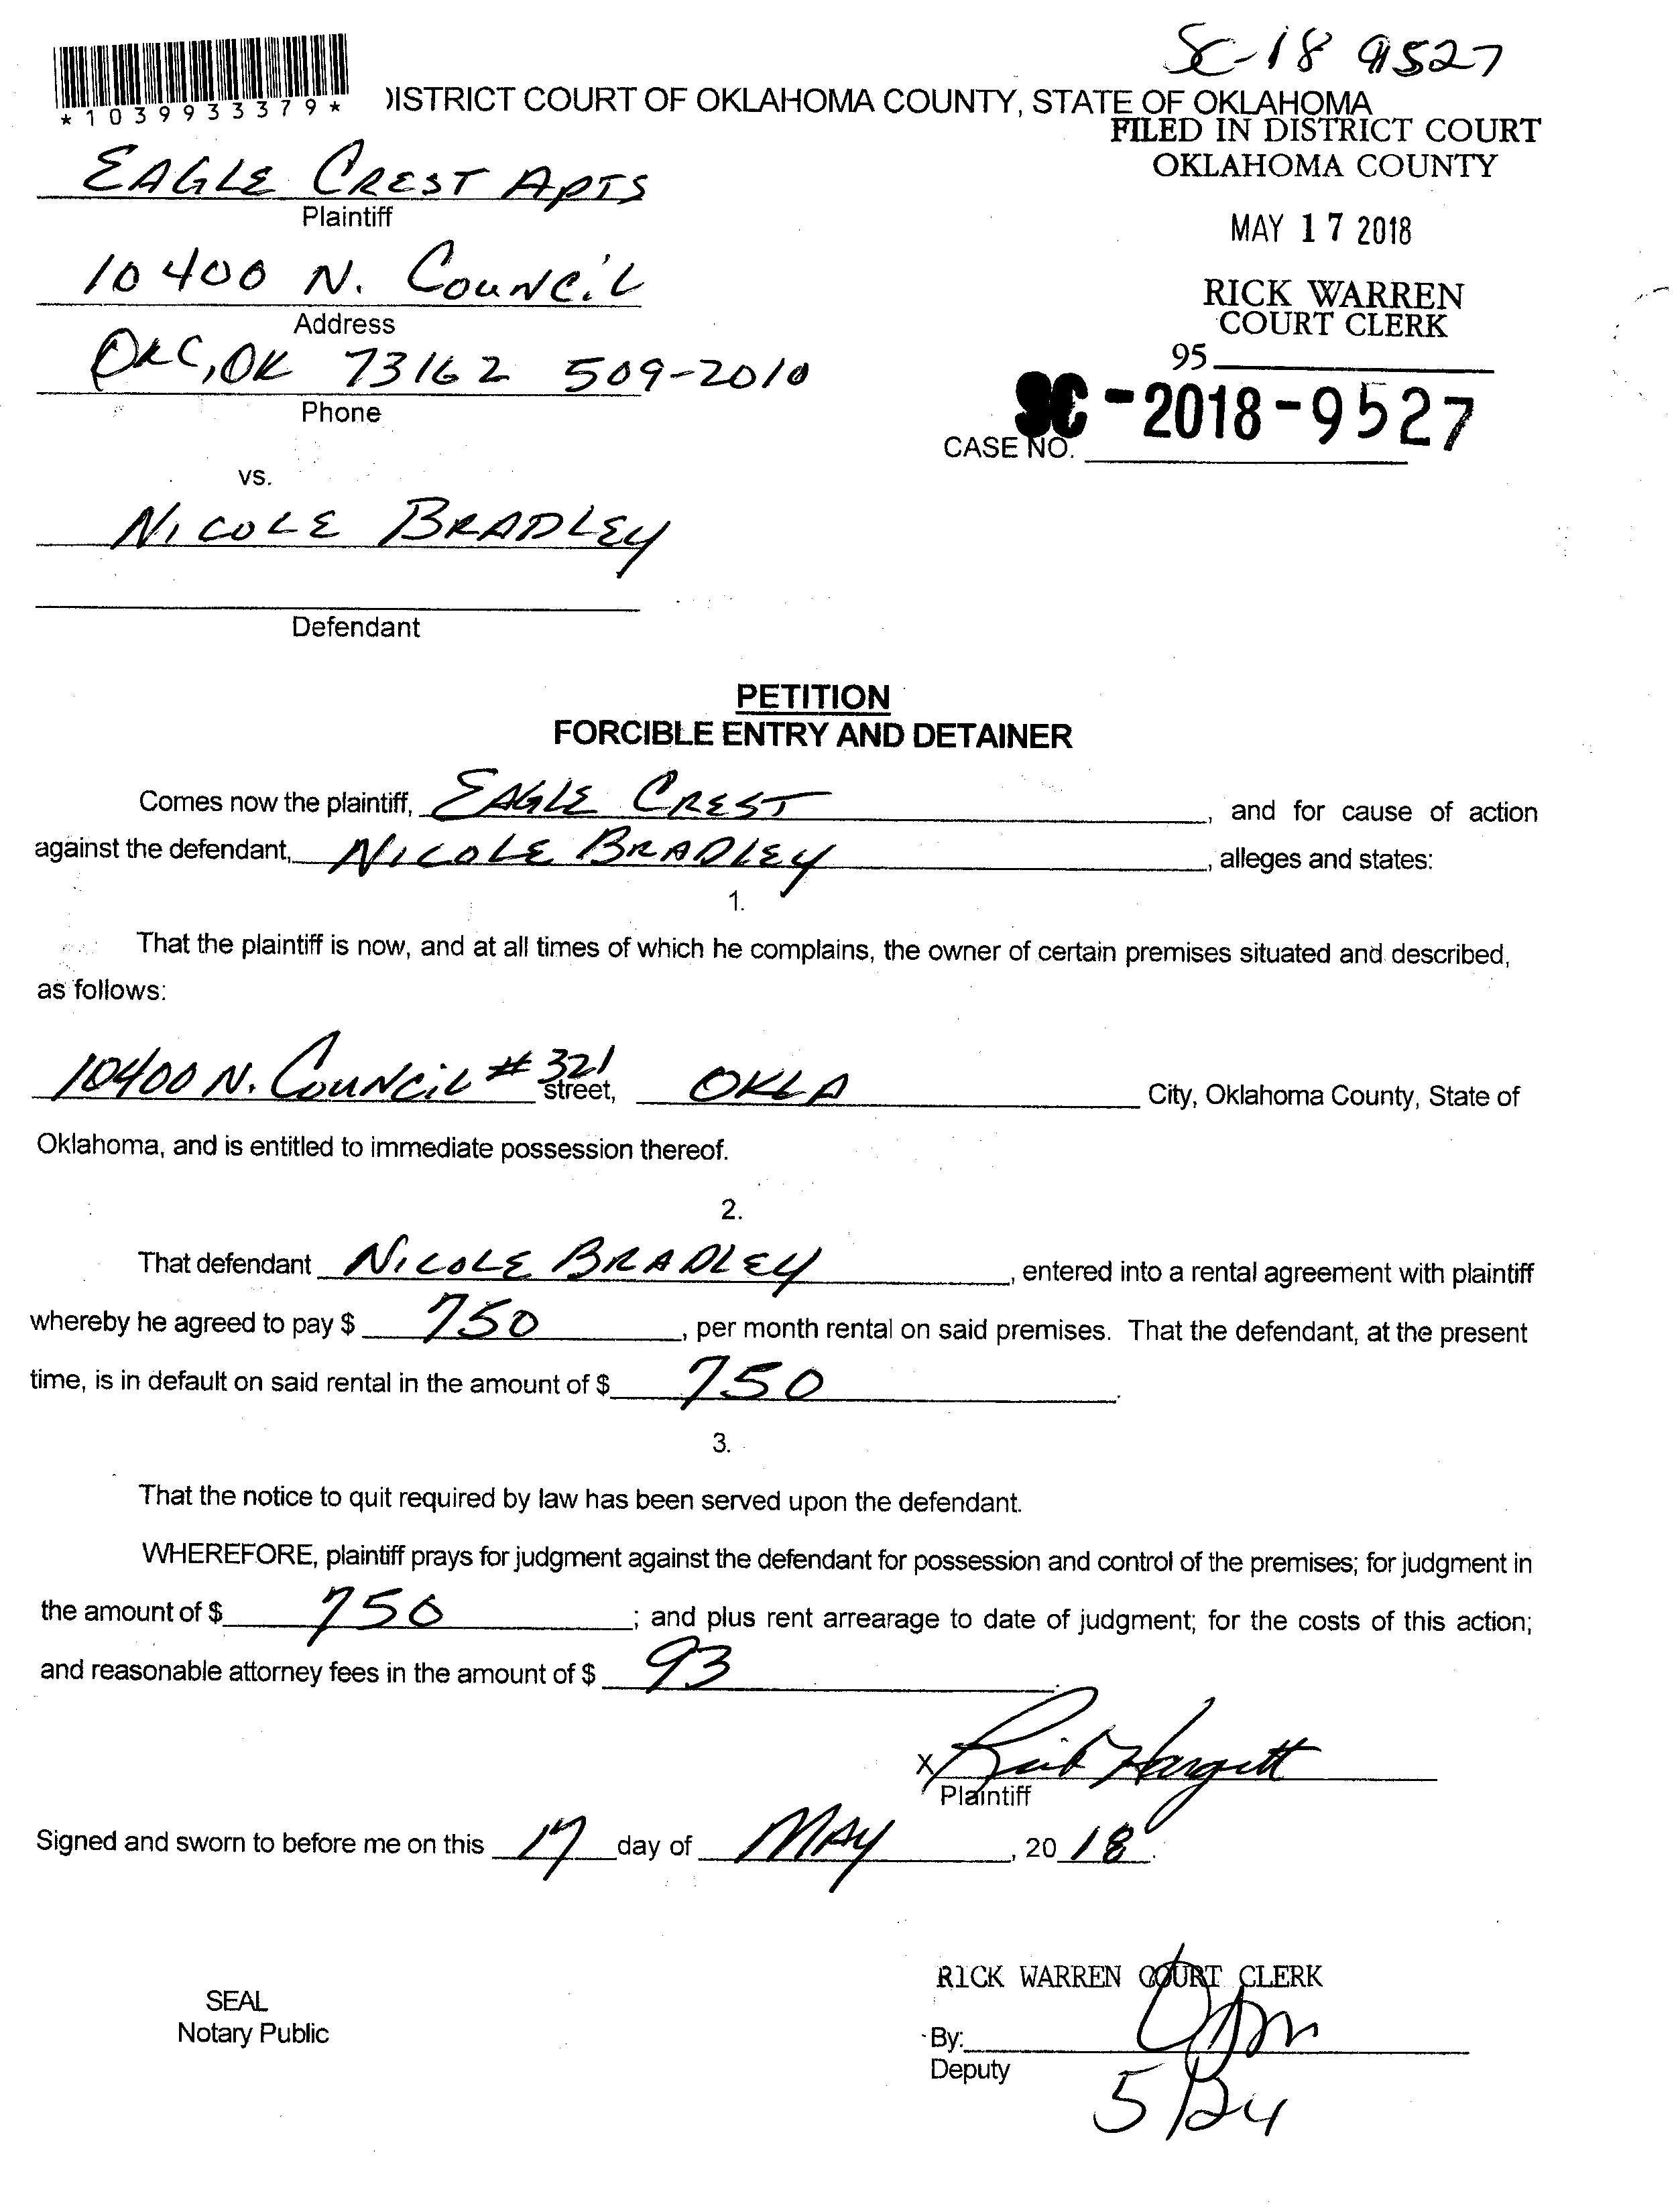 SC-18 9527
*1039933379*
DISTRICT COURT OF OKLAHOMA COUNTY, STATE OF OKLAHOMA
FILED IN DISTRICT COURT
OKLAHOMA COUNTY
EAGLE CREST APTS
Plaintiff
MAY 17 2018
10400 N. COUNCIL
Address
RICK WARREN
COURT CLERK
OKC, OK 73162 509-2010
Phone
95
SC-2018-9527
CASE NO.
vs.
NICOLE BRADLEY
Defendant
PETITION
FORCIBLE ENTRY AND DETAINER
Comes now the plaintiff, EAGLE CREST, and for cause of action
against the defendant, NICOLE BRADLEY, alleges and states:
1.
That the plaintiff is now, and at all times of which he complains, the owner of certain premises situated and described,
as follows:
10400 N. COUNCIL # 321 street, OKLA City, Oklahoma County, State of
Oklahoma, and is entitled to immediate possession thereof.
2.
That defendant NICOLE BRADLEY, entered into a rental agreement with plaintiff
whereby he agreed to pay $ 750, per month rental on said premises. That the defendant, at the present
time, is in default on said rental in the amount of $ 750.
3.
That the notice to quit required by law has been served upon the defendant.
WHEREFORE, plaintiff prays for judgment against the defendant for possession and control of the premises; for judgment in
the amount of $ 750; and plus rent arrearage to date of judgment; for the costs of this action;
and reasonable attorney fees in the amount of $ 93.
X Hargett
Plaintiff
Signed and sworn to before me on this 17 day of MAY, 2018.
RICK WARREN COURT CLERK
SEAL
Notary Public
By:
Deputy